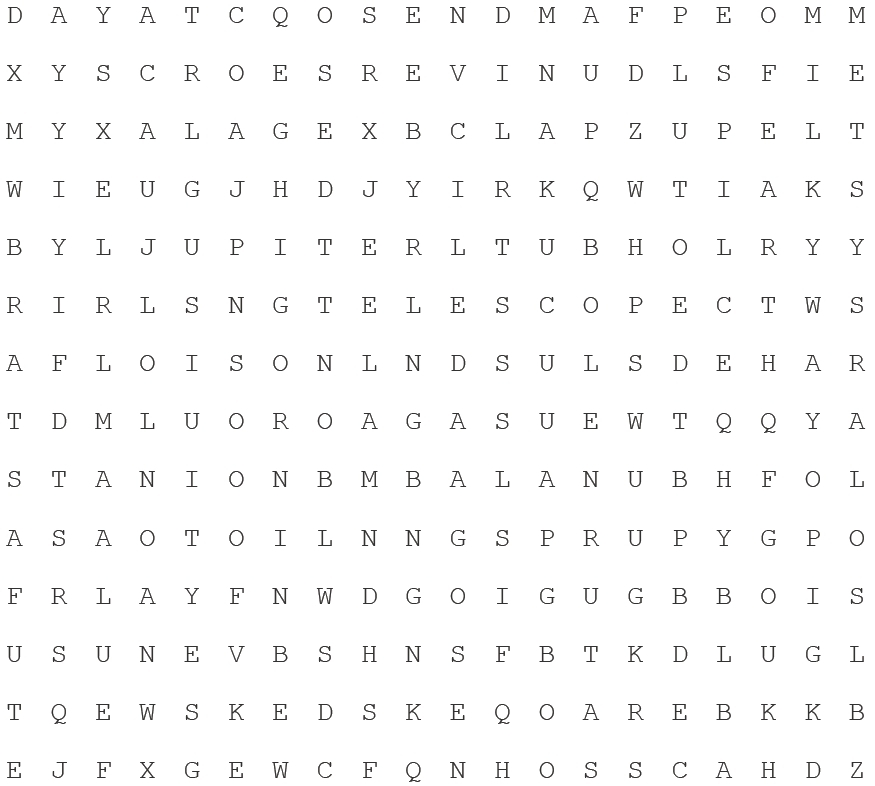 D A Y A T C Q O S E N D M A F P E O M M
X Y S C R O E S R E V I N U D L S F I E
M Y X A L A G E X B C L A P Z U P E L T
W I E U G J H D J Y I R K Q W T I A K S
B Y L J U P I T E R L T U B H O L R Y Y
R I R L S N G T E L E S C O P E C T W S
A F L O I S O N L N D S U L S D E H A R
T D M L U O R O A G A S U E W T Q Q Y A
S T A N I O N B M B A L A N U B H F O L
A S A O T O I L N N G S P R U P Y G P O
F R L A Y F N W D G O I G U G B B O I S
U S U N E V B S H N S F B T K D L U G L
T Q E W S K E D S K E Q O A R E B K K B
E J F X G E W C F Q N H O S S C A H D Z